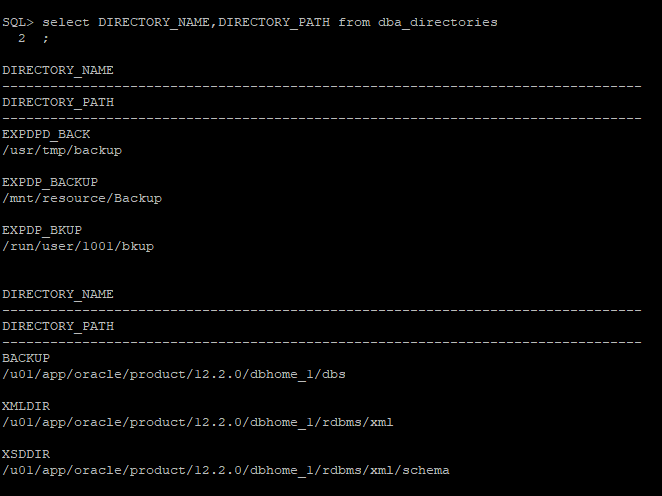 SQL> select DIRECTORY_NAME,DIRECTORY_PATH from dba_directories
2 ;
DIRECTORY_NAME
--------------------------------------------------------------------------------
DIRECTORY_PATH
--------------------------------------------------------------------------------
EXPDPD_BACK
/usr/tmp/backup
EXPDP_BACKUP
/mnt/resource/Backup
EXPDP_BKUP
/run/user/1001/bkup
DIRECTORY_NAME
--------------------------------------------------------------------------------
DIRECTORY_PATH
--------------------------------------------------------------------------------
BACKUP
/u01/app/oracle/product/12.2.0/dbhome_1/dbs
XMLDIR
/u01/app/oracle/product/12.2.0/dbhome_1/rdbms/xml
XSDDIR
/u01/app/oracle/product/12.2.0/dbhome_1/rdbms/xml/schema